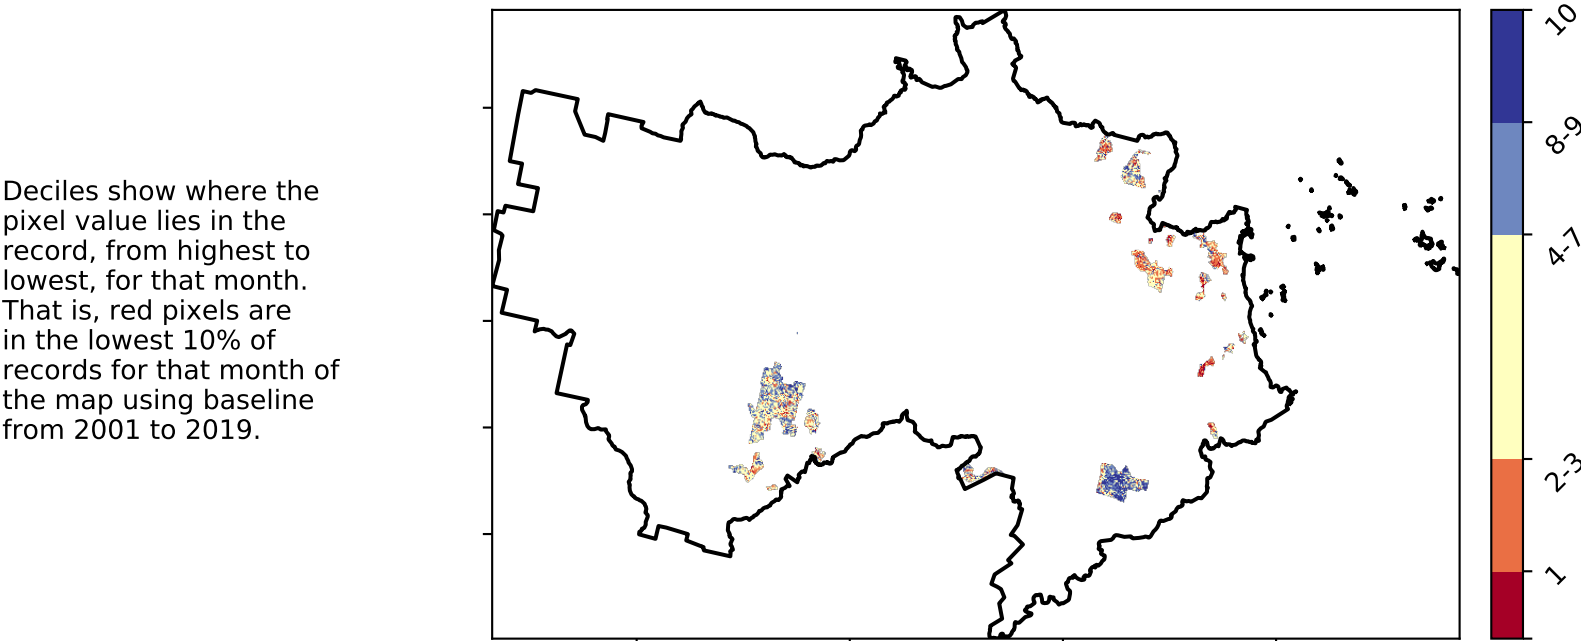 Deciles show where the
pixel value lies in the
record, from highest to
lowest, for that month.
That is, red pixels are
in the lowest 10% of
records for that month of
the map using baseline
from 2001 to 2019.
10
8-9
4-7
2-3
1